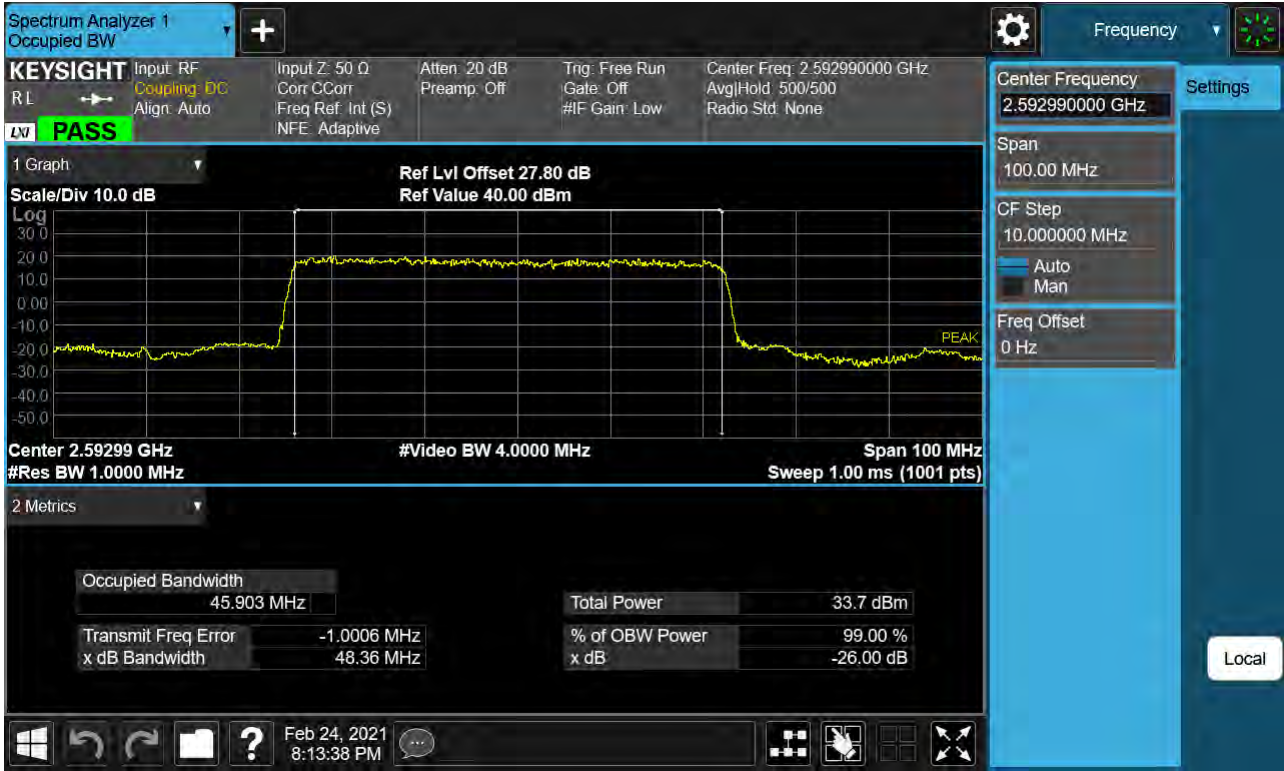 Spectrum Analyzer 1
Occupied BW
Frequency
KEYSIGHT
R L
LXI
PASS
Input: RF
Coupling: DC
Align: Auto
Input Z: 50 Ω
Corr CCorr
Freq Ref: Int (S)
NFE: Adaptive
Atten: 20 dB
Preamp: Off
Trig: Free Run
Gate: Off
#IF Gain: Low
Center Freq: 2.592990000 GHz
Avg|Hold: 500/500
Radio Std: None
Center Frequency
2.592990000 GHz
Settings
Span
100.00 MHz
CF Step
10.000000 MHz
Auto
Man
Freq Offset
0 Hz
Local
1 Graph
Scale/Div 10.0 dB
Ref Lvl Offset 27.80 dB
Ref Value 40.00 dBm
Log
30.0
20.0
10.0
0.00
-10.0
-20.0
-30.0
-40.0
-50.0
PEAK
Center 2.59299 GHz
#Video BW 4.0000 MHz
Span 100 MHz
#Res BW 1.0000 MHz
Sweep 1.00 ms (1001 pts)
2 Metrics
Occupied Bandwidth
45.903 MHz
Transmit Freq Error -1.0006 MHz
x dB Bandwidth 48.36 MHz
Total Power 33.7 dBm
% of OBW Power 99.00 %
x dB -26.00 dB
?
Feb 24, 2021
8:13:38 PM